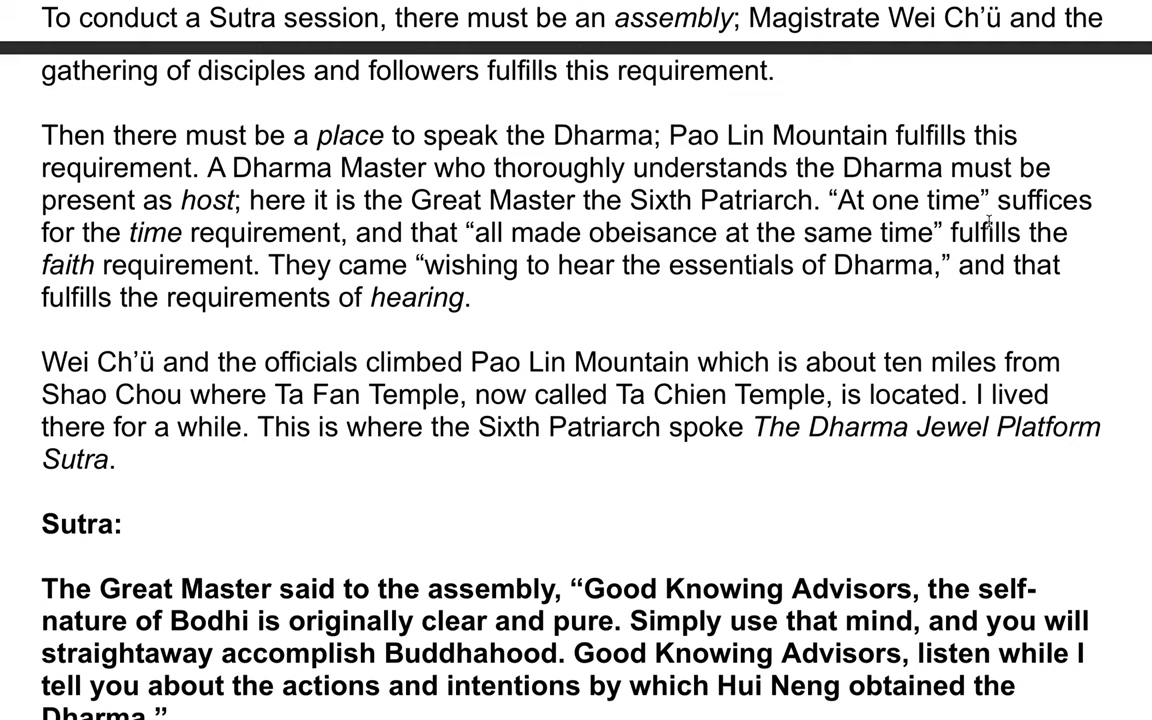 To conduct a Sutra session, there must be an assembly; Magistrate Wei Ch’ü and the
gathering of disciples and followers fulfills this requirement.
Then there must be a place to speak the Dharma; Pao Lin Mountain fulfills this
requirement. A Dharma Master who thoroughly understands the Dharma must be
present as host; here it is the Great Master the Sixth Patriarch. “At one time” suffices
for the time requirement, and that “all made obeisance at the same time” fulfills the
faith requirement. They came “wishing to hear the essentials of Dharma,” and that
fulfills the requirements of hearing.
Wei Ch’ü and the officials climbed Pao Lin Mountain which is about ten miles from
Shao Chou where Ta Fan Temple, now called Ta Chien Temple, is located. I lived
there for a while. This is where the Sixth Patriarch spoke The Dharma Jewel Platform
Sutra.
Sutra:
The Great Master said to the assembly, “Good Knowing Advisors, the self-
nature of Bodhi is originally clear and pure. Simply use that mind, and you will
straightaway accomplish Buddhahood. Good Knowing Advisors, listen while I
tell you about the actions and intentions by which Hui Neng obtained the
Dharma.”